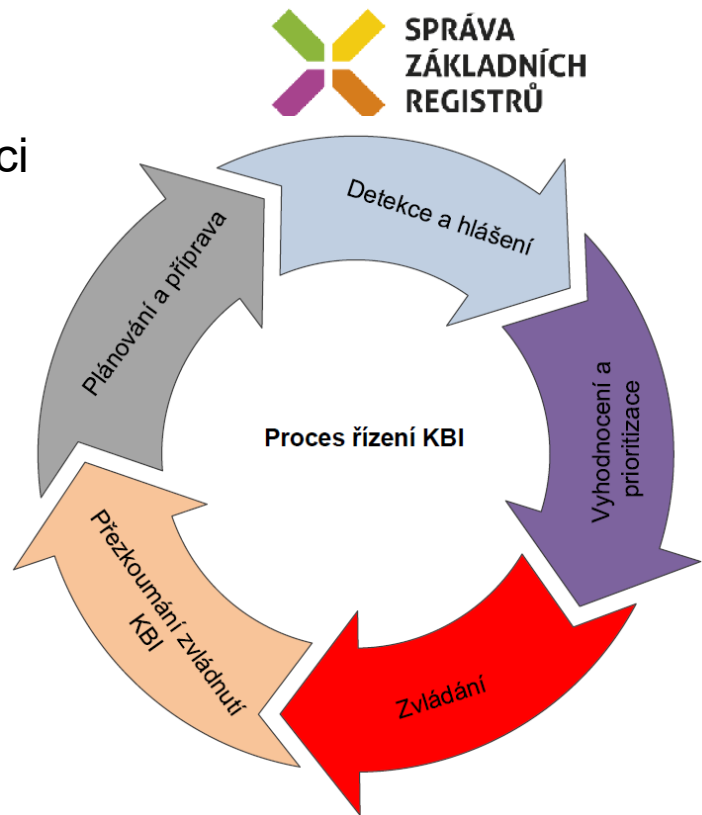 SPRÁVA
ZÁKLADNÍCH
REGISTRŮ
ci
Detekce a hlášení
Vyhodnocení a
prioritizace
Zvládání
Přezkoumání zvládnutí
KBI
Plánování a příprava
Proces řízení KBI